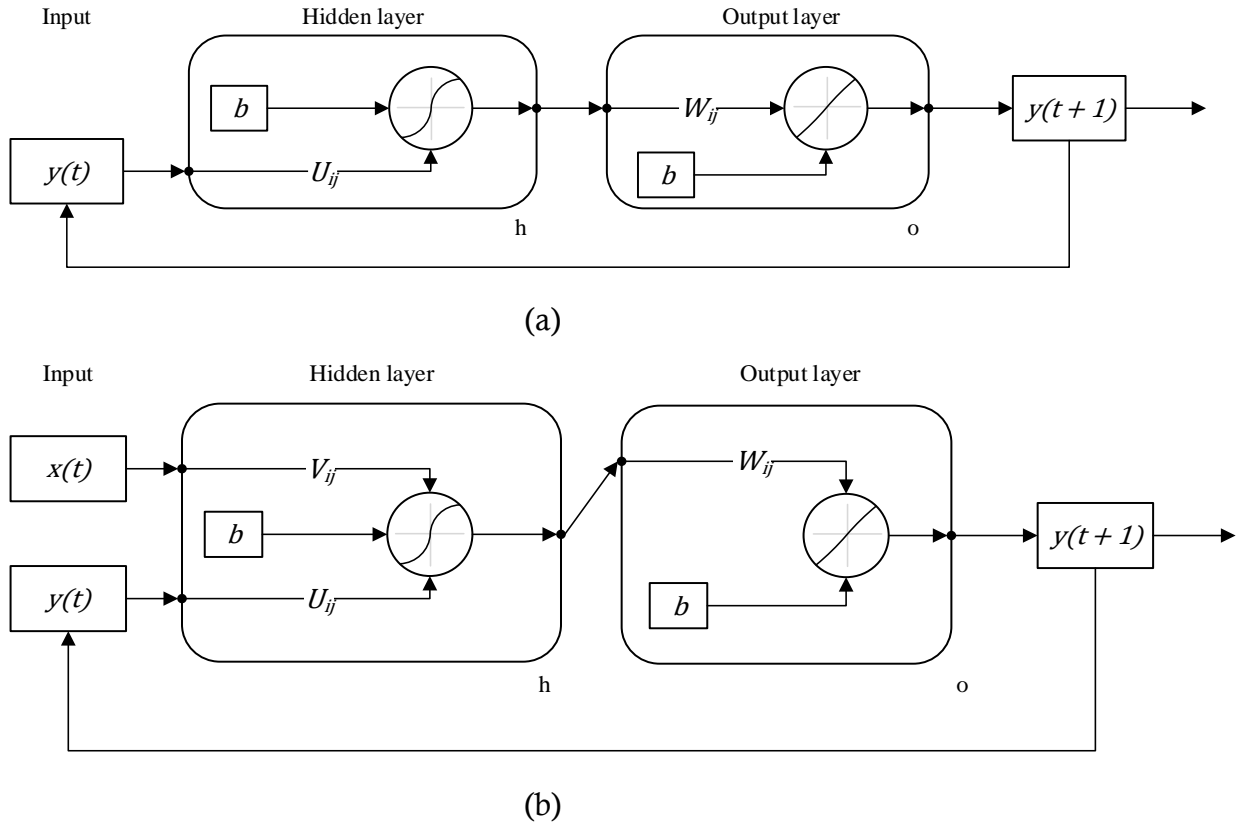 Input Hidden layer Output layer
b W_ij y(t + 1)
y(t) U_ij b
h o
(a)
Input Hidden layer Output layer
x(t) V_ij W_ij
b y(t + 1)
y(t) U_ij b
h o
(b)